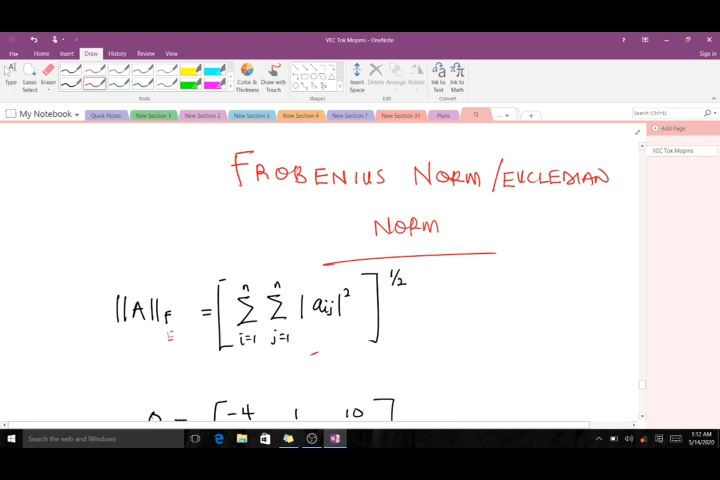 VEC Tok Mopms - OneNote
Sign in
File Home Insert Draw History Review View
Type
Lasso Select
Eraser
Color & Thickness
Draw with Touch
Insert Space
Delete
Arrange
Rotate
Ink to Text
Ink to Math
Tools
Shapes
Edit
Convert
My Notebook
Quick Notes
New Section 1
New Section 2
New Section 3
New Section 4
New Section 7
New Section 31
Plans
Search (Ctrl+E)
Add Page
VEC Tok Mopms
FROBENIUS NORM/EUCLEDIAN
NORM
||A||F = [ n Σ i=1 n Σ j=1 |aij|² ] 1/2
E
A = [ -4 1 10 ]
Search the web and Windows
1:12 AM
5/14/2020